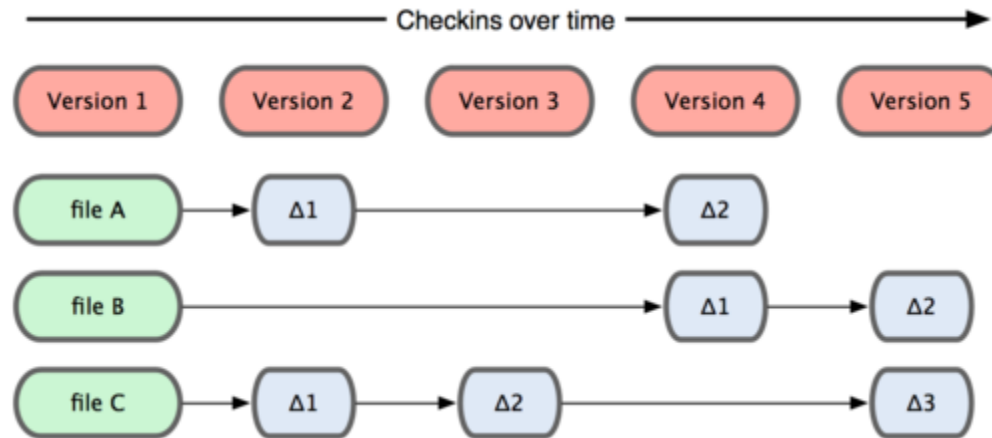 Checkins over time
Version 1 Version 2 Version 3 Version 4 Version 5
file A Δ1 Δ2
file B Δ1 Δ2
file C Δ1 Δ2 Δ3